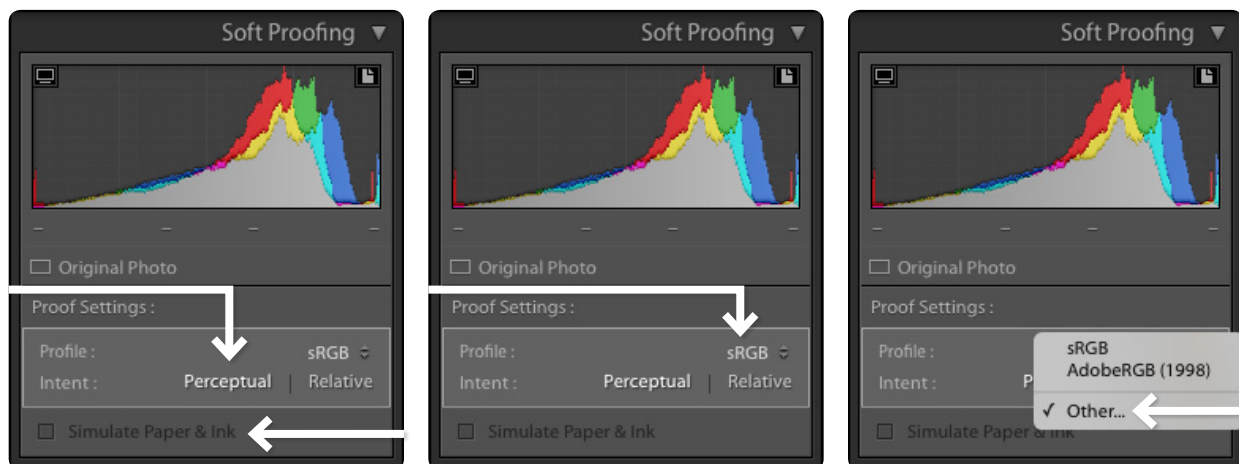 Soft Proofing
Original Photo
Proof Settings :
Profile : sRGB
Intent : Perceptual | Relative
Simulate Paper & Ink
Soft Proofing
Original Photo
Proof Settings :
Profile : sRGB
Intent : Perceptual | Relative
Simulate Paper & Ink
Soft Proofing
Original Photo
Proof Settings :
Profile :
sRGB
AdobeRGB (1998)
Intent : P
✓ Other...
Simulate Paper & Ink